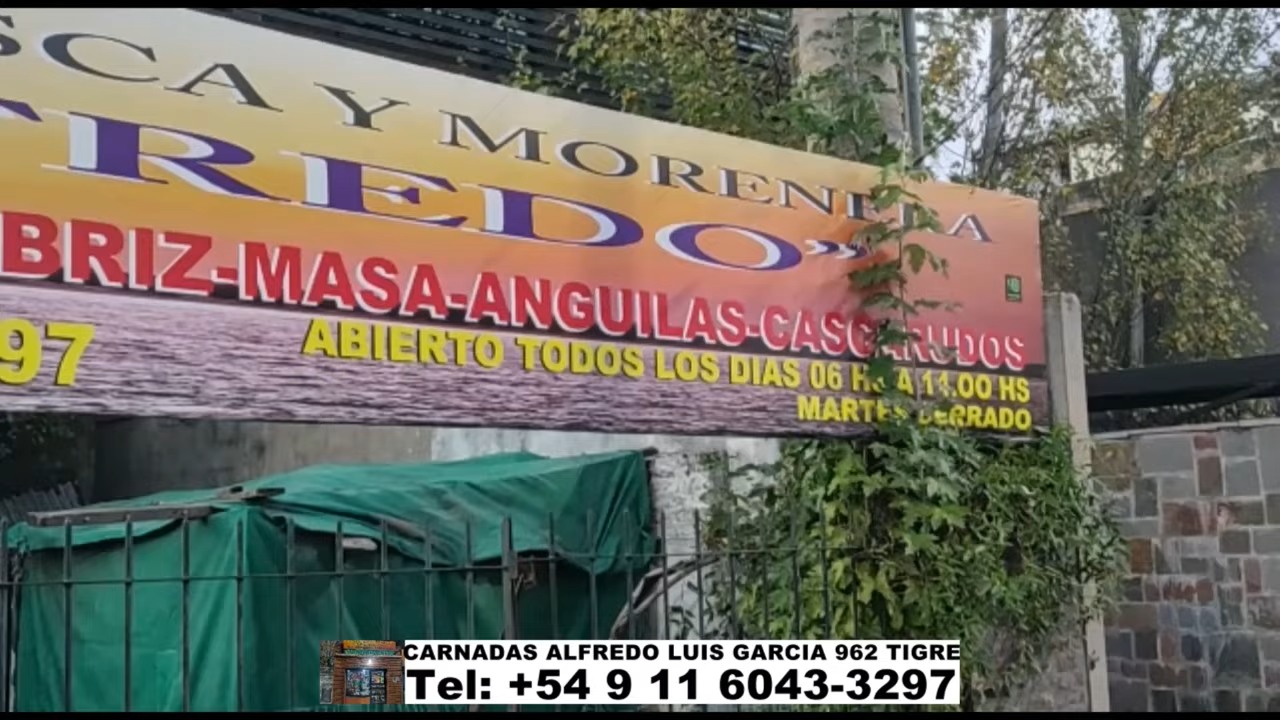 SCA Y MORENITA
FREDO”
BRIZ-MASA-ANGUILAS-CASCARUDOS
97
ABIERTO TODOS LOS DIAS 06 HS A 14.00 HS
MARTES CERRADO
CARNADAS ALFREDO LUIS GARCIA 962 TIGRE
Tel: +54 9 11 6043-3297